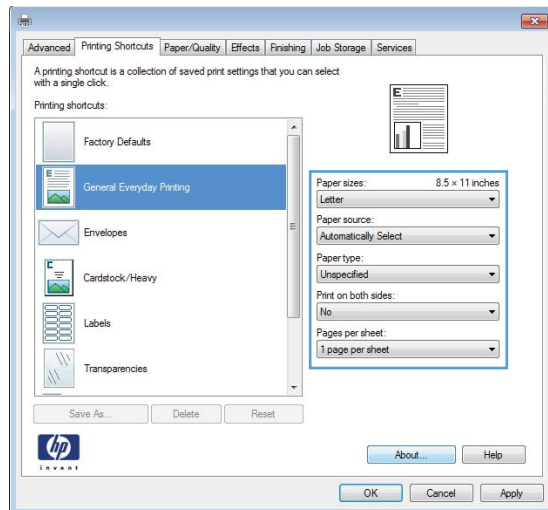 Advanced Printing Shortcuts Paper/Quality Effects Finishing Job Storage Services
A printing shortcut is a collection of saved print settings that you can select
with a single click.
Printing shortcuts:
Factory Defaults
General Everyday Printing
Envelopes
Cardstock/Heavy
Labels
Transparencies
E
E
C
Paper sizes: 8.5 × 11 inches
Letter
Paper source:
Automatically Select
Paper type:
Unspecified
Print on both sides:
No
Pages per sheet:
1 page per sheet
Save As... Delete Reset
hp
invent
About... Help
OK Cancel Apply